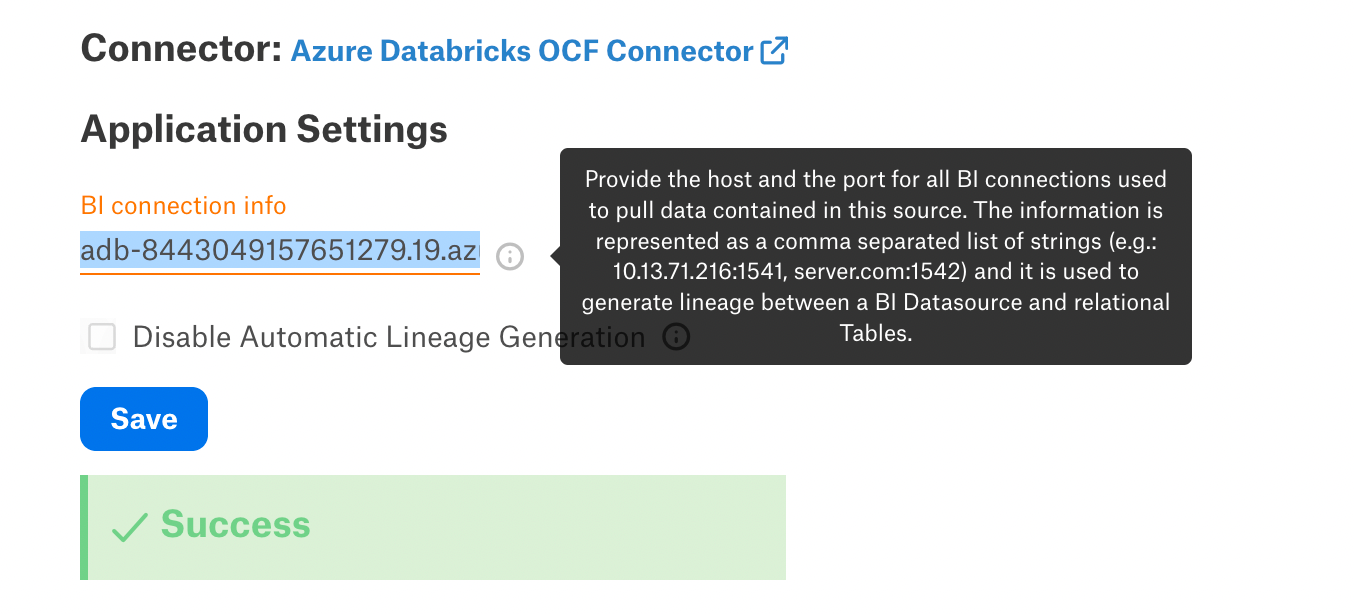 Connector: Azure Databricks OCF Connector
Application Settings
BI connection info
adb-8443049157651279.19.az
Provide the host and the port for all BI connections used
to pull data contained in this source. The information is
represented as a comma separated list of strings (e.g.:
10.13.71.216:1541, server.com:1542) and it is used to
generate lineage between a BI Datasource and relational
Tables.
Disable Automatic Lineage Generation
Save
Success